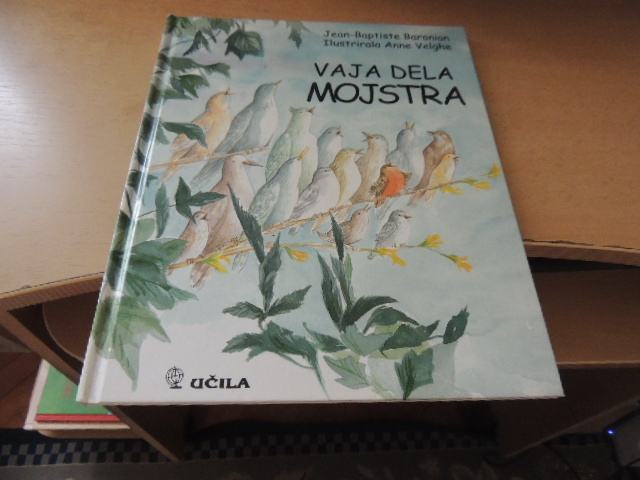 Jean-Baptiste Baronian
Ilustrirala Anne Velghe
VAJA DELA
MOJSTRA
UČILA